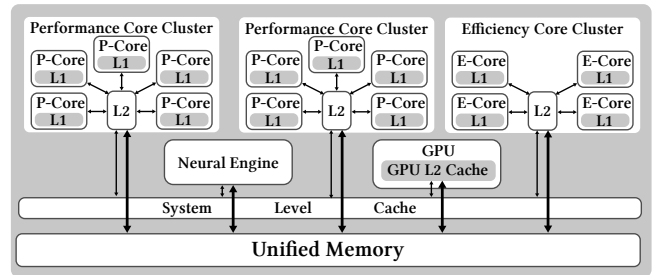 Performance Core Cluster
P-Core
L1
P-Core
L1
P-Core
L1
P-Core
L1
P-Core
L1
L2
Performance Core Cluster
P-Core
L1
P-Core
L1
P-Core
L1
P-Core
L1
P-Core
L1
L2
Efficiency Core Cluster
E-Core
L1
E-Core
L1
E-Core
L1
E-Core
L1
L2
Neural Engine
GPU
GPU L2 Cache
System Level Cache
Unified Memory